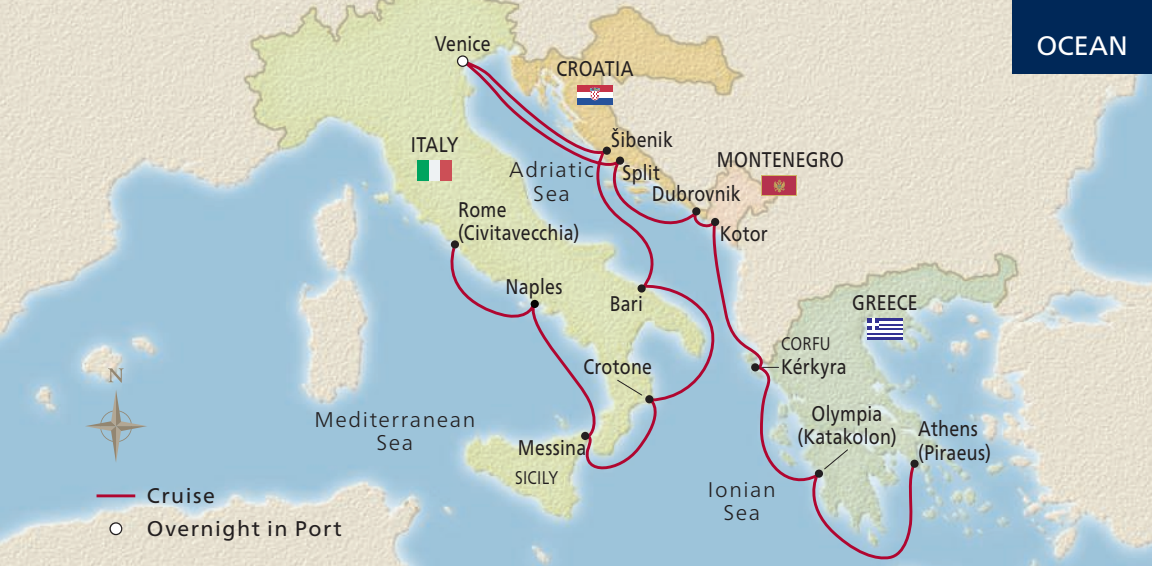 OCEAN
Venice
CROATIA
ITALY
Šibenik
Adriatic
Sea
Split
MONTENEGRO
Dubrovnik
Rome
(Civitavecchia)
Kotor
Naples
Bari
GREECE
CORFU
Kérkyra
Crotone
N
Mediterranean
Sea
Olympia
(Katakolon)
Athens
(Piraeus)
Messina
SICILY
Ionian
Sea
Cruise
Overnight in Port